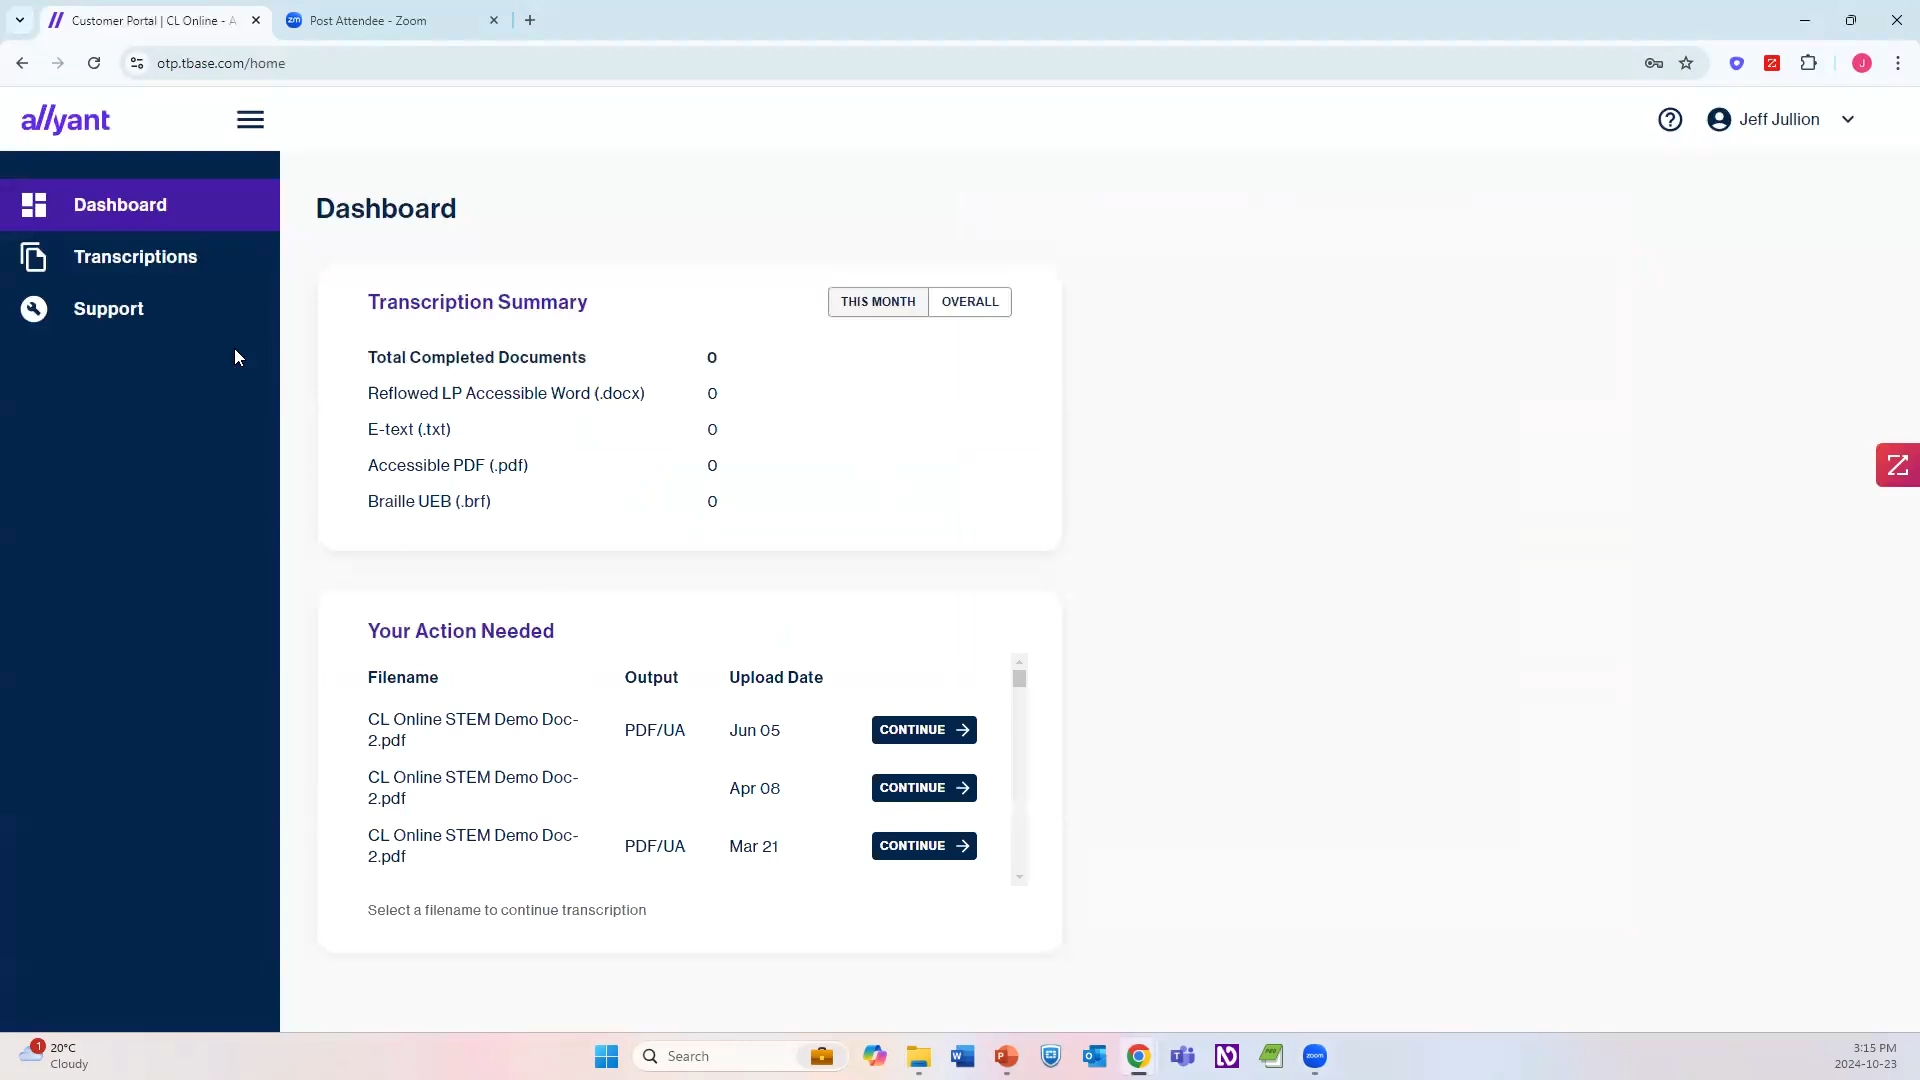 Customer Portal | CL Online - A
zm Post Attendee - Zoom
otp.tbase.com/home
J
allyant
Jeff Jullion
Dashboard
Transcriptions
Support
Dashboard
Transcription Summary
THIS MONTH OVERALL
Total Completed Documents 0
Reflowed LP Accessible Word (.docx) 0
E-text (.txt) 0
Accessible PDF (.pdf) 0
Braille UEB (.brf) 0
Your Action Needed
Filename Output Upload Date
CL Online STEM Demo Doc-
2.pdf PDF/UA Jun 05 CONTINUE
CL Online STEM Demo Doc-
2.pdf Apr 08 CONTINUE
CL Online STEM Demo Doc-
2.pdf PDF/UA Mar 21 CONTINUE
Select a filename to continue transcription
1 20°C
Cloudy
Search
zoom
3:15 PM
2024-10-23